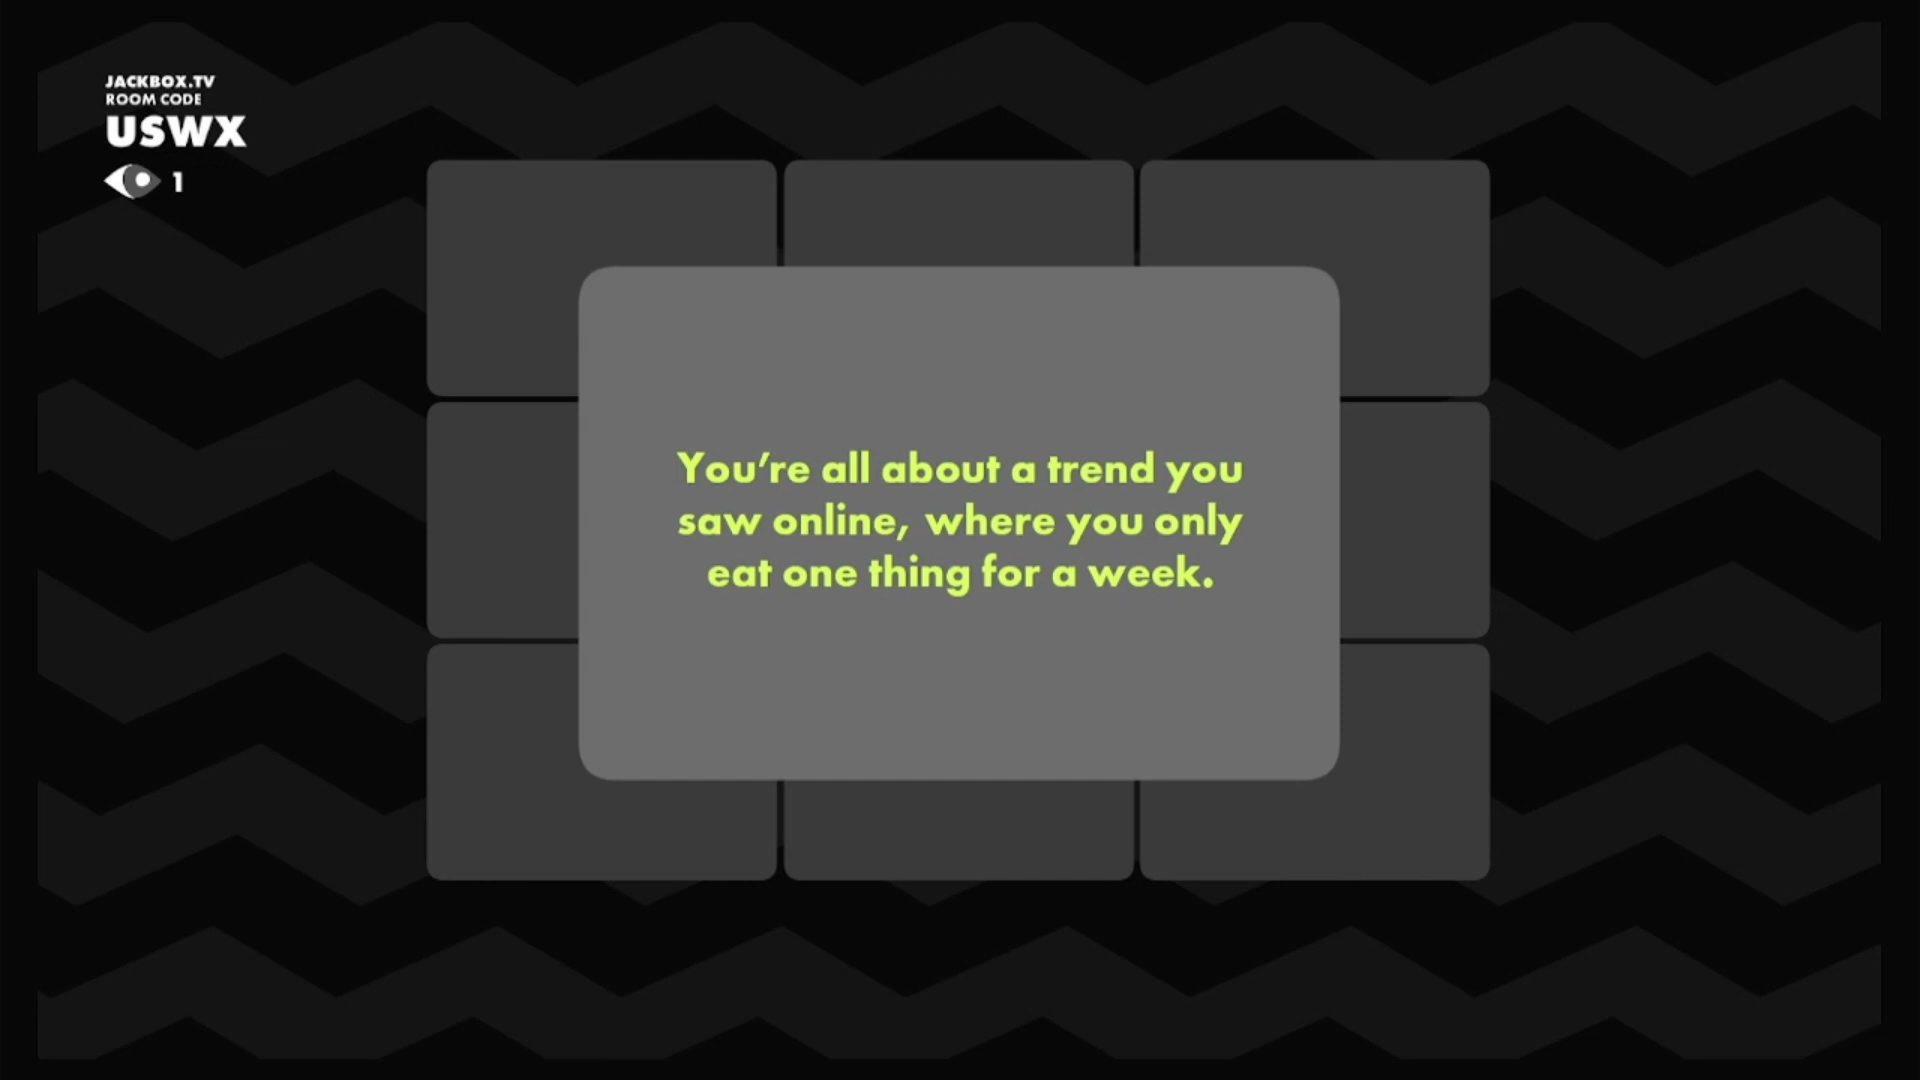 JACKBOX.TV
ROOM CODE
USWX
1
You're all about a trend you
saw online, where you only
eat one thing for a week.